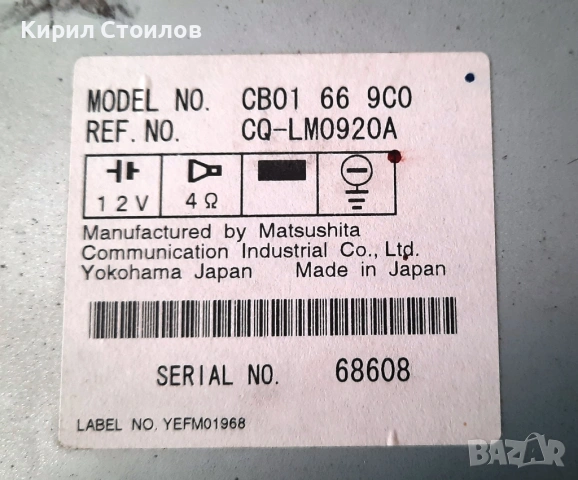 Кирил Стоилов
MODEL NO. CB01 66 9C0
REF. NO. CQ-LM0920A
12V 4Ω
Manufactured by Matsushita
Communication Industrial Co., Ltd.
Yokohama Japan Made in Japan
SERIAL NO. 68608
LABEL NO. YEFM01968
BAZAR